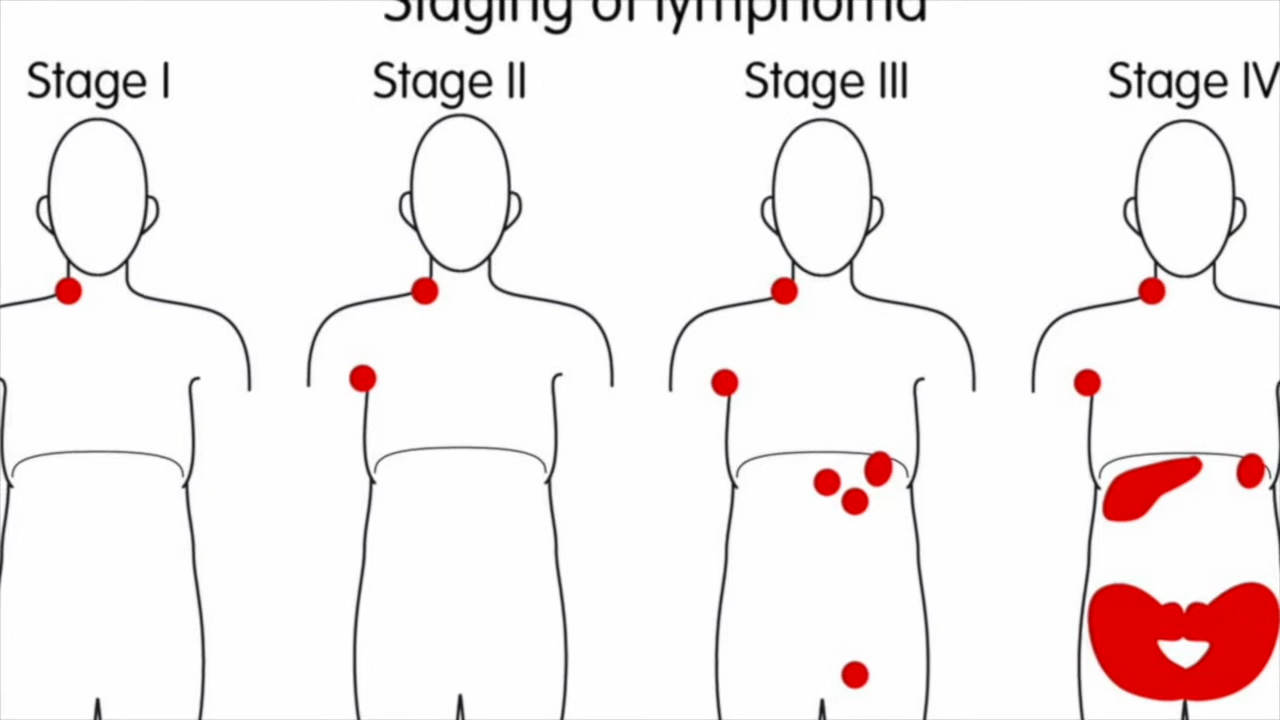 Staging of lymphoma
Stage I
Stage II
Stage III
Stage IV